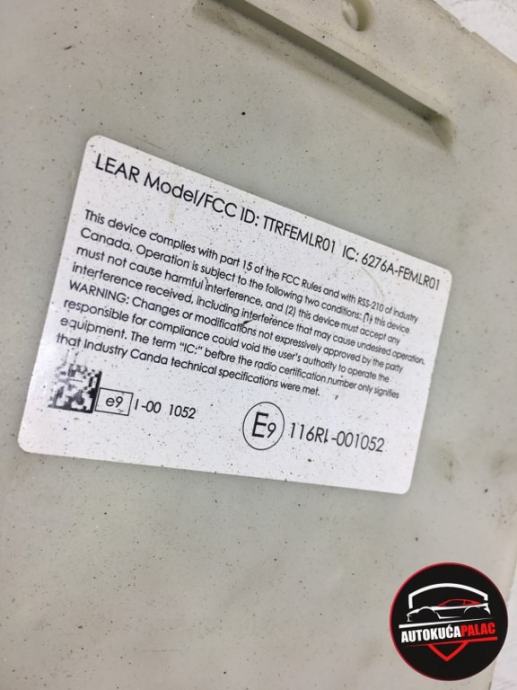 LEAR Model/FCC ID: TTRFEMLR01 IC: 6276A-FEMLR01
This device complies with part 15 of the FCC Rules and with RSS-210 of Industry
Canada. Operation is subject to the following two conditions: (1) this device
must not cause harmful interference, and (2) this device must accept any
interference received, including interference that may cause undesired operation.
WARNING: Changes or modifications not expressively approved by the party
responsible for compliance could void the user's authority to operate the
equipment. The term "IC:" before the radio certification number only signifies
that Industry Canda technical specifications were met.
e9 I-00 1052
E9 116RI-001052
AUTOKUĆAPALAC